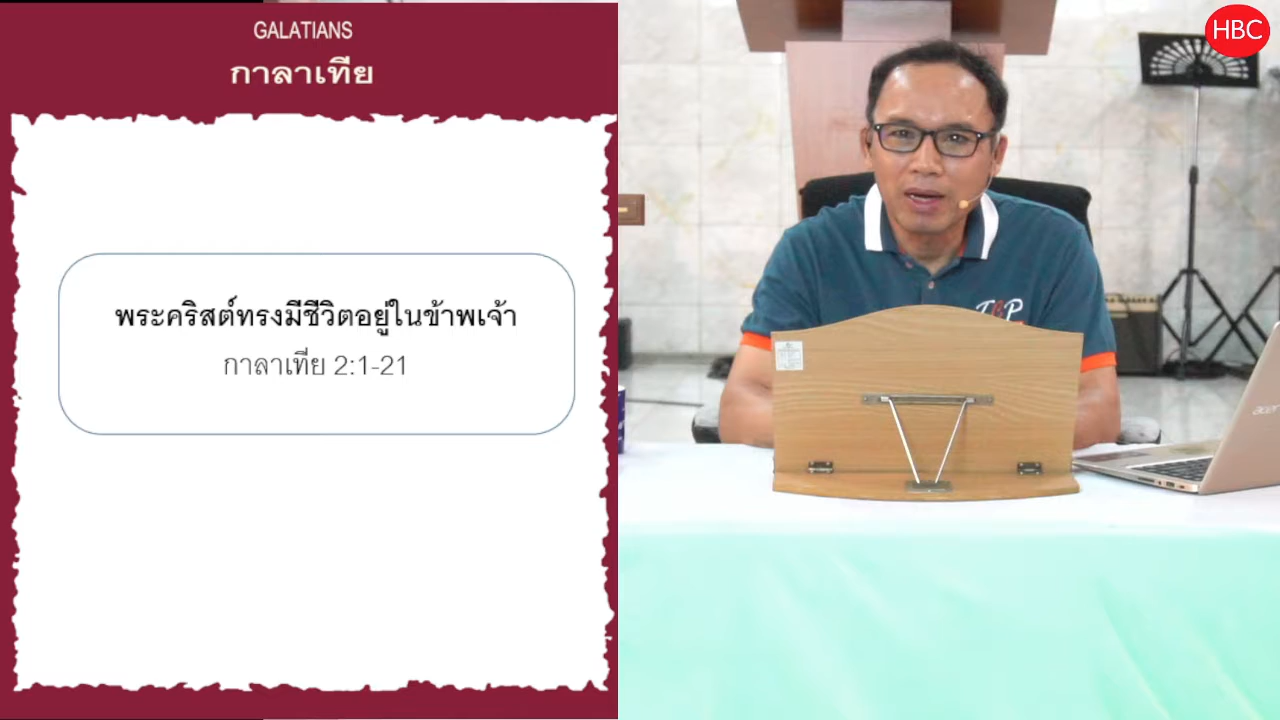 GALATIANS
กาลาเทีย
พระคริสต์ทรงมีชีวิตอยู่ในข้าพเจ้า
กาลาเทีย 2:1-21
HBC
acer